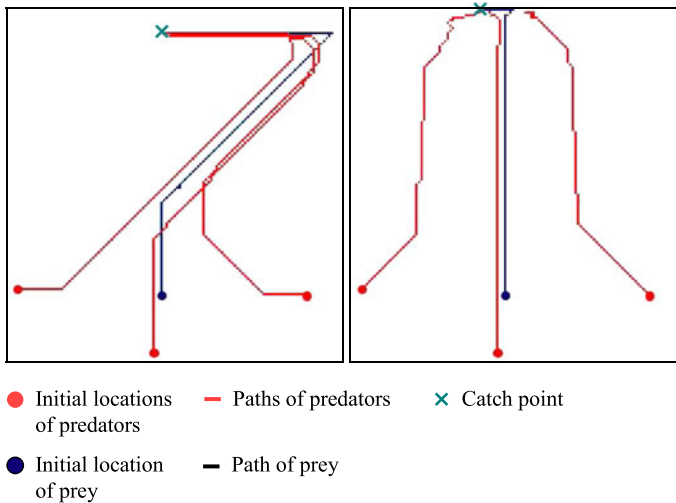 Initial locations
of predators
Paths of predators
Catch point
Initial location
of prey
Path of prey